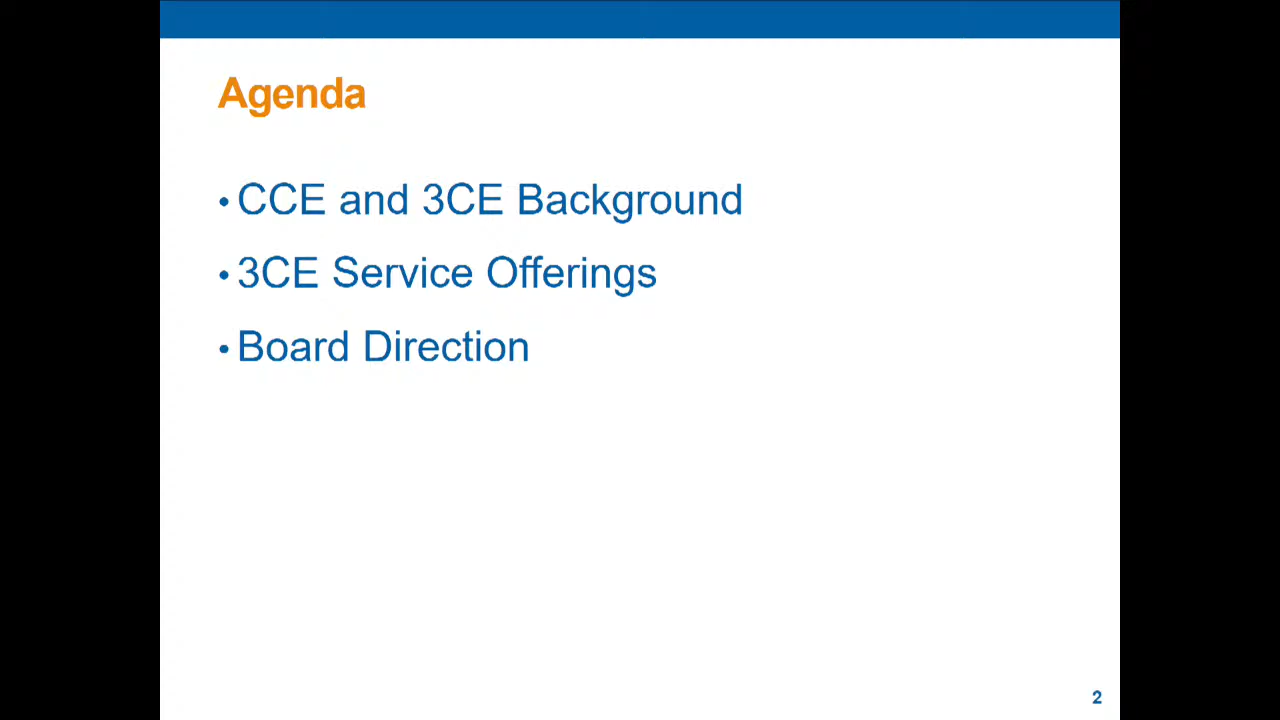 Agenda
• CCE and 3CE Background
• 3CE Service Offerings
• Board Direction
2